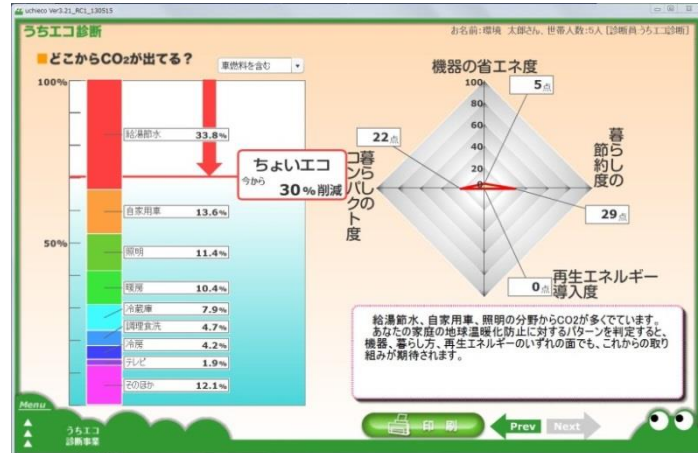 uchieco Ver3.21_RC1_130515
うちエコ診断
お名前:環境 太郎さん、世帯人数:5人 [診断員:うちエコ診断]
■どこからCO2が出てる？
車燃料を含む
100%
50%
給湯節水 33.8%
自家用車 13.6%
照明 11.4%
暖房 10.4%
冷蔵庫 7.9%
調理食洗 4.7%
冷房 4.2%
テレビ 1.9%
そのほか 12.1%
ちょいエコ
今から 30%削減
機器の省エネ度
5点
100
80
60
40
20
0
22点
暮らしの
コンパクト度
暮らしの
節約度
29点
0点
再生エネルギー
導入度
給湯節水、自家用車、照明の分野からCO2が多くでています。
あなたの家庭の地球温暖化防止に対するパターンを判定すると、
機器、暮らし方、再生エネルギーのいずれの面でも、これからの取り
組みが期待されます。
Menu
うちエコ
診断事業
印刷
Prev
Next